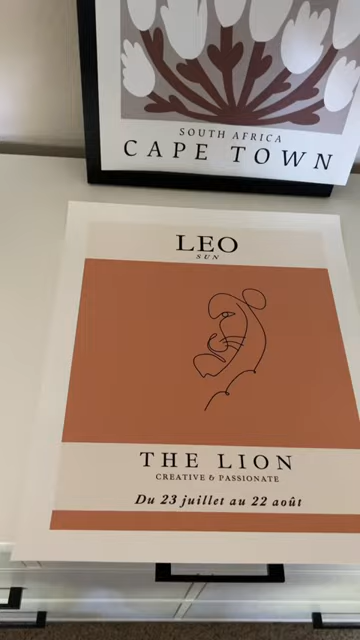 SOUTH AFRICA
CAPE TOWN
LEO
SUN
THE LION
CREATIVE & PASSIONATE
Du 23 juillet au 22 août